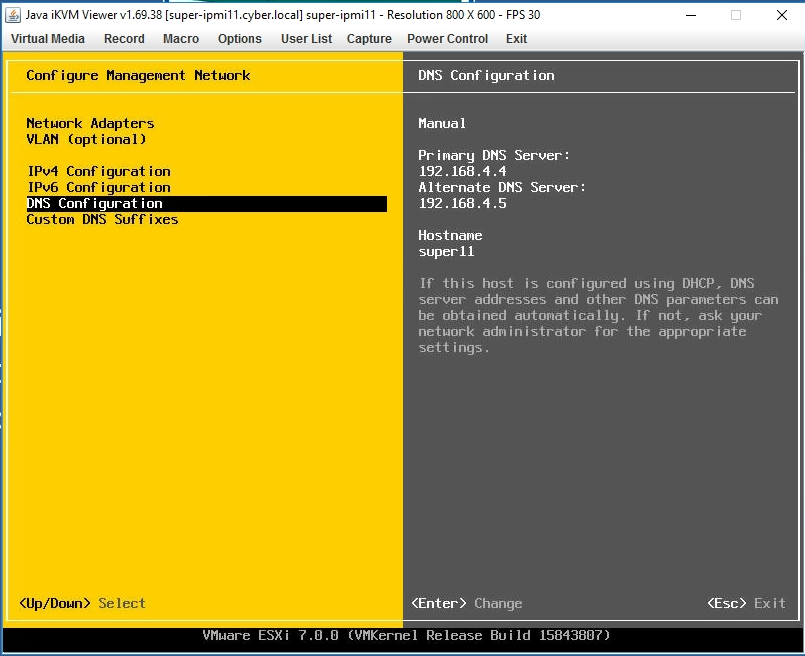 Java iKVM Viewer v1.69.38 [super-ipmi11.cyber.local] super-ipmi11 - Resolution 800 X 600 - FPS 30
Virtual Media Record Macro Options User List Capture Power Control Exit
Configure Management Network
Network Adapters
VLAN (optional)
IPv4 Configuration
IPv6 Configuration
DNS Configuration
Custom DNS Suffixes
DNS Configuration
Manual
Primary DNS Server:
192.168.4.4
Alternate DNS Server:
192.168.4.5
Hostname
super11
If this host is configured using DHCP, DNS
server addresses and other DNS parameters can
be obtained automatically. If not, ask your
network administrator for the appropriate
settings.
<Up/Down> Select
<Enter> Change
<Esc> Exit
VMware ESXi 7.0.0 (VMKernel Release Build 15843807)